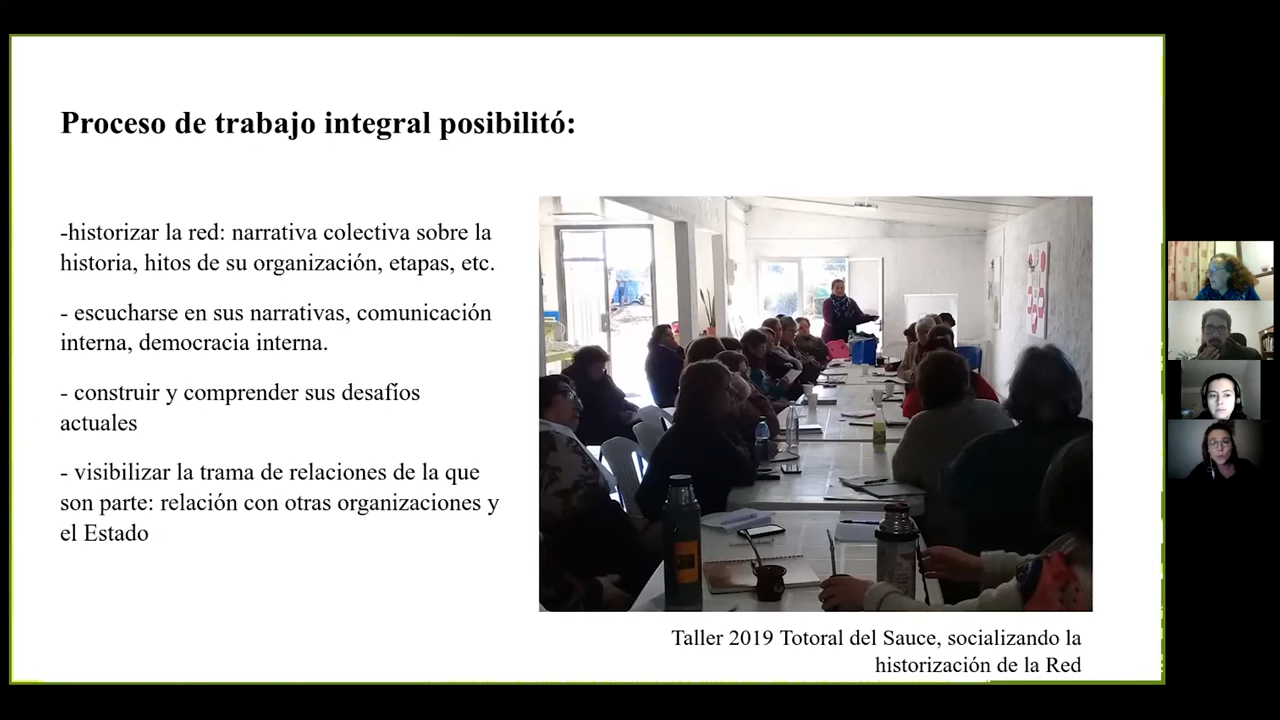 Proceso de trabajo integral posibilitó:
-historizar la red: narrativa colectiva sobre la
historia, hitos de su organización, etapas, etc.
- escucharse en sus narrativas, comunicación
interna, democracia interna.
- construir y comprender sus desafíos
actuales
- visibilizar la trama de relaciones de la que
son parte: relación con otras organizaciones y
el Estado
Taller 2019 Totoral del Sauce, socializando la
historización de la Red